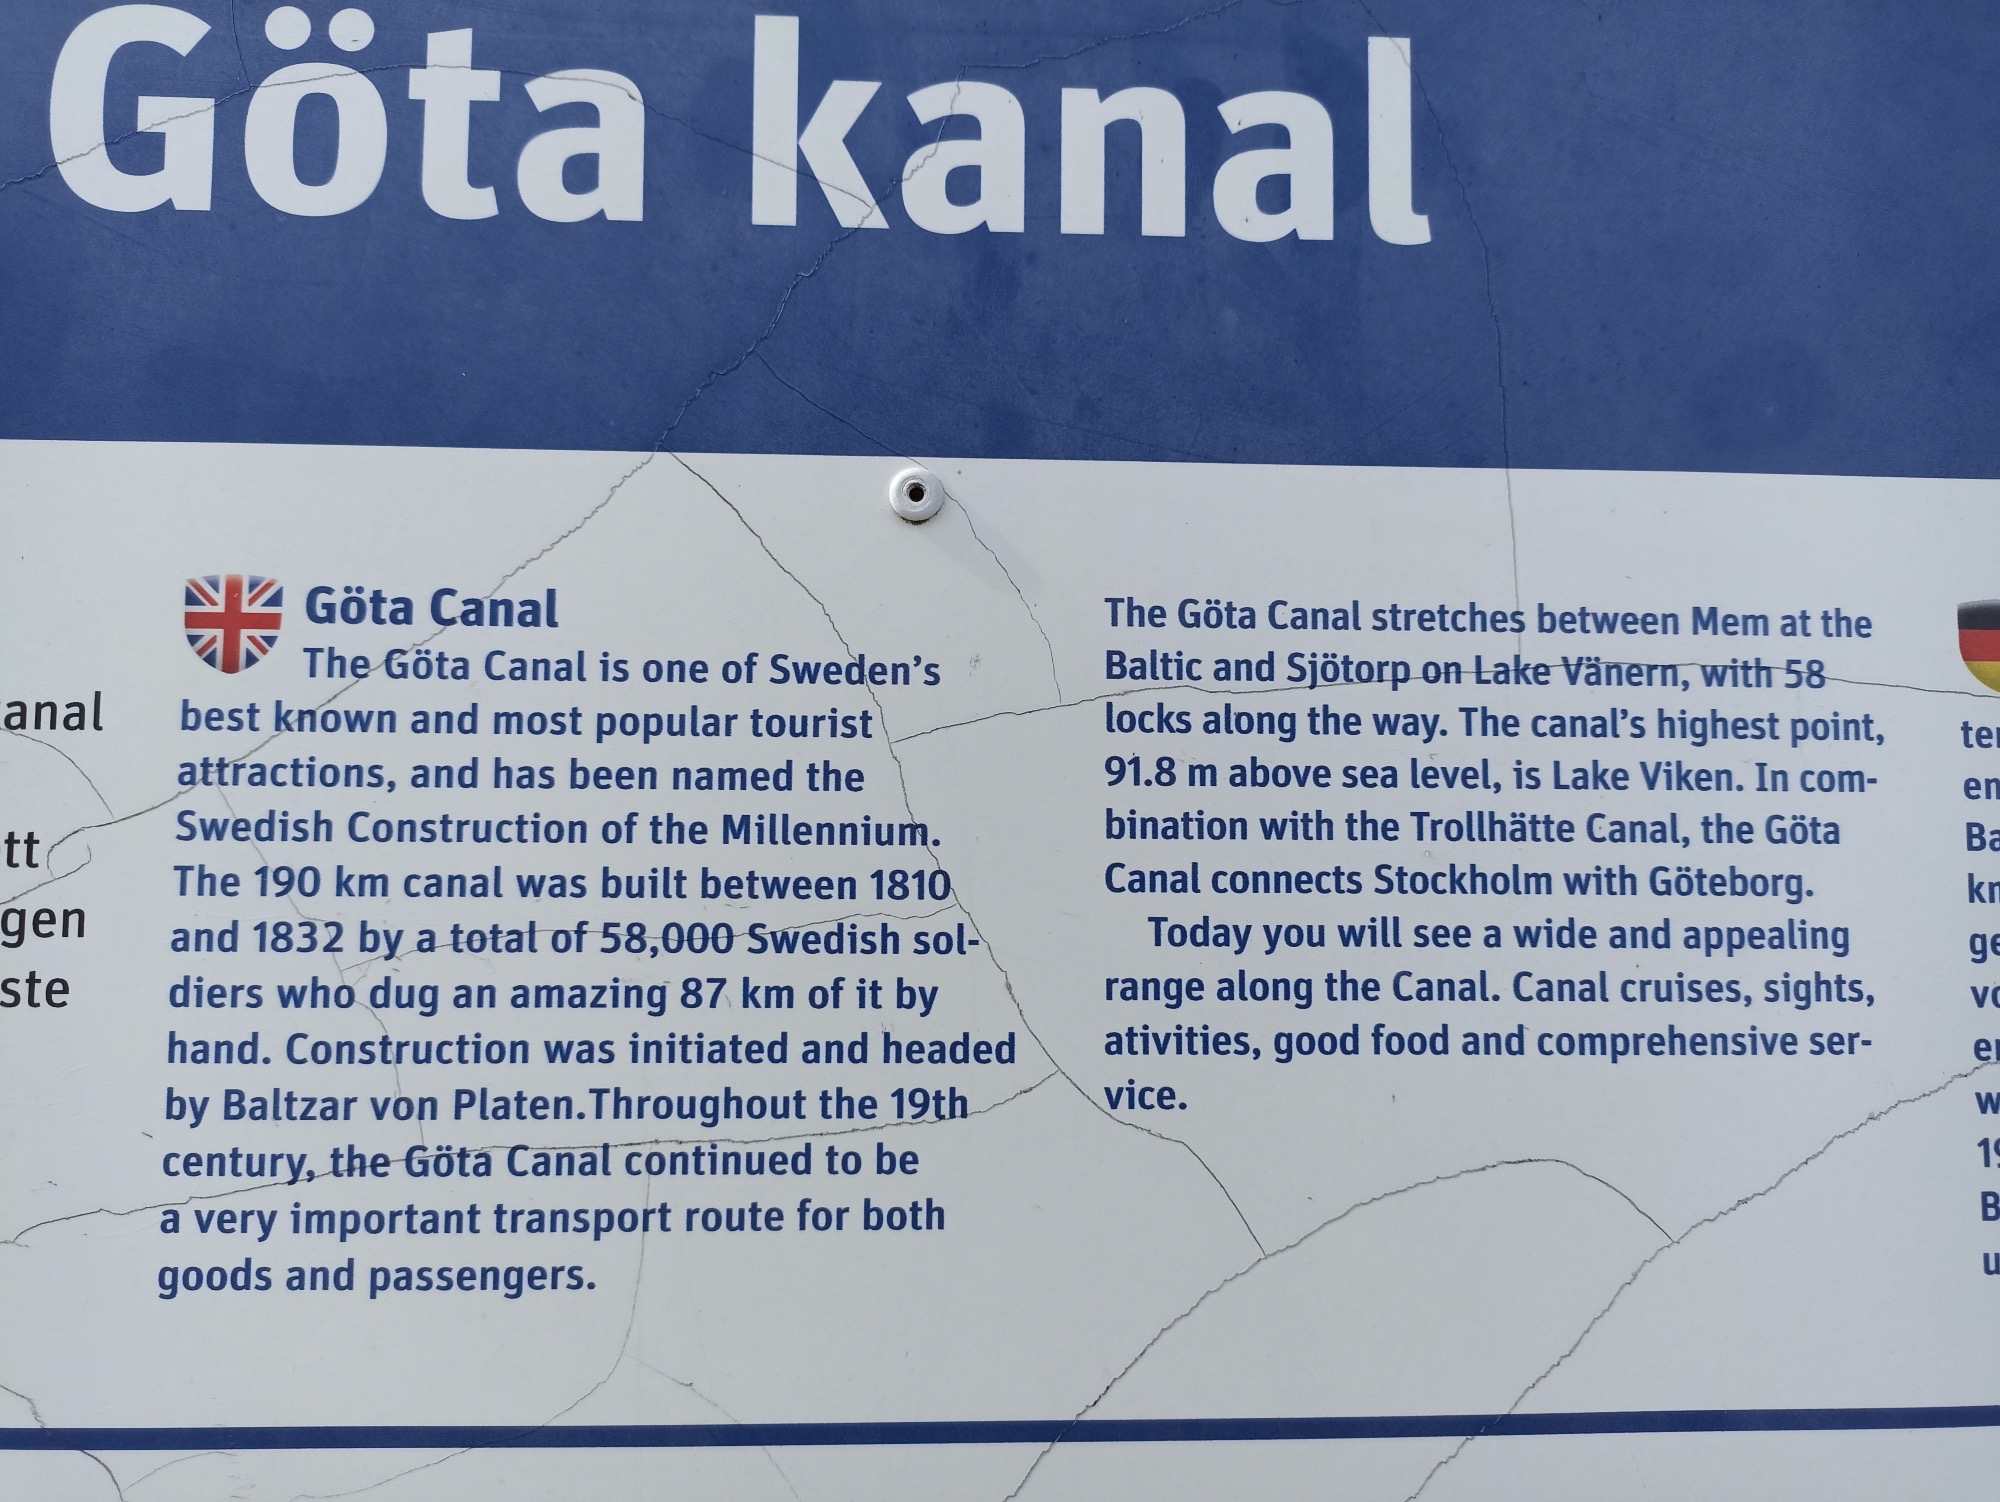 Göta kanal
anal
tt
gen
ste
Göta Canal
The Göta Canal is one of Sweden's
best known and most popular tourist
attractions, and has been named the
Swedish Construction of the Millennium.
The 190 km canal was built between 1810
and 1832 by a total of 58,000 Swedish sol-
diers who dug an amazing 87 km of it by
hand. Construction was initiated and headed
by Baltzar von Platen.Throughout the 19th
century, the Göta Canal continued to be
a very important transport route for both
goods and passengers.
The Göta Canal stretches between Mem at the
Baltic and Sjötorp on Lake Vänern, with 58
locks along the way. The canal's highest point,
91.8 m above sea level, is Lake Viken. In com-
bination with the Trollhätte Canal, the Göta
Canal connects Stockholm with Göteborg.
Today you will see a wide and appealing
range along the Canal. Canal cruises, sights,
ativities, good food and comprehensive ser-
vice.